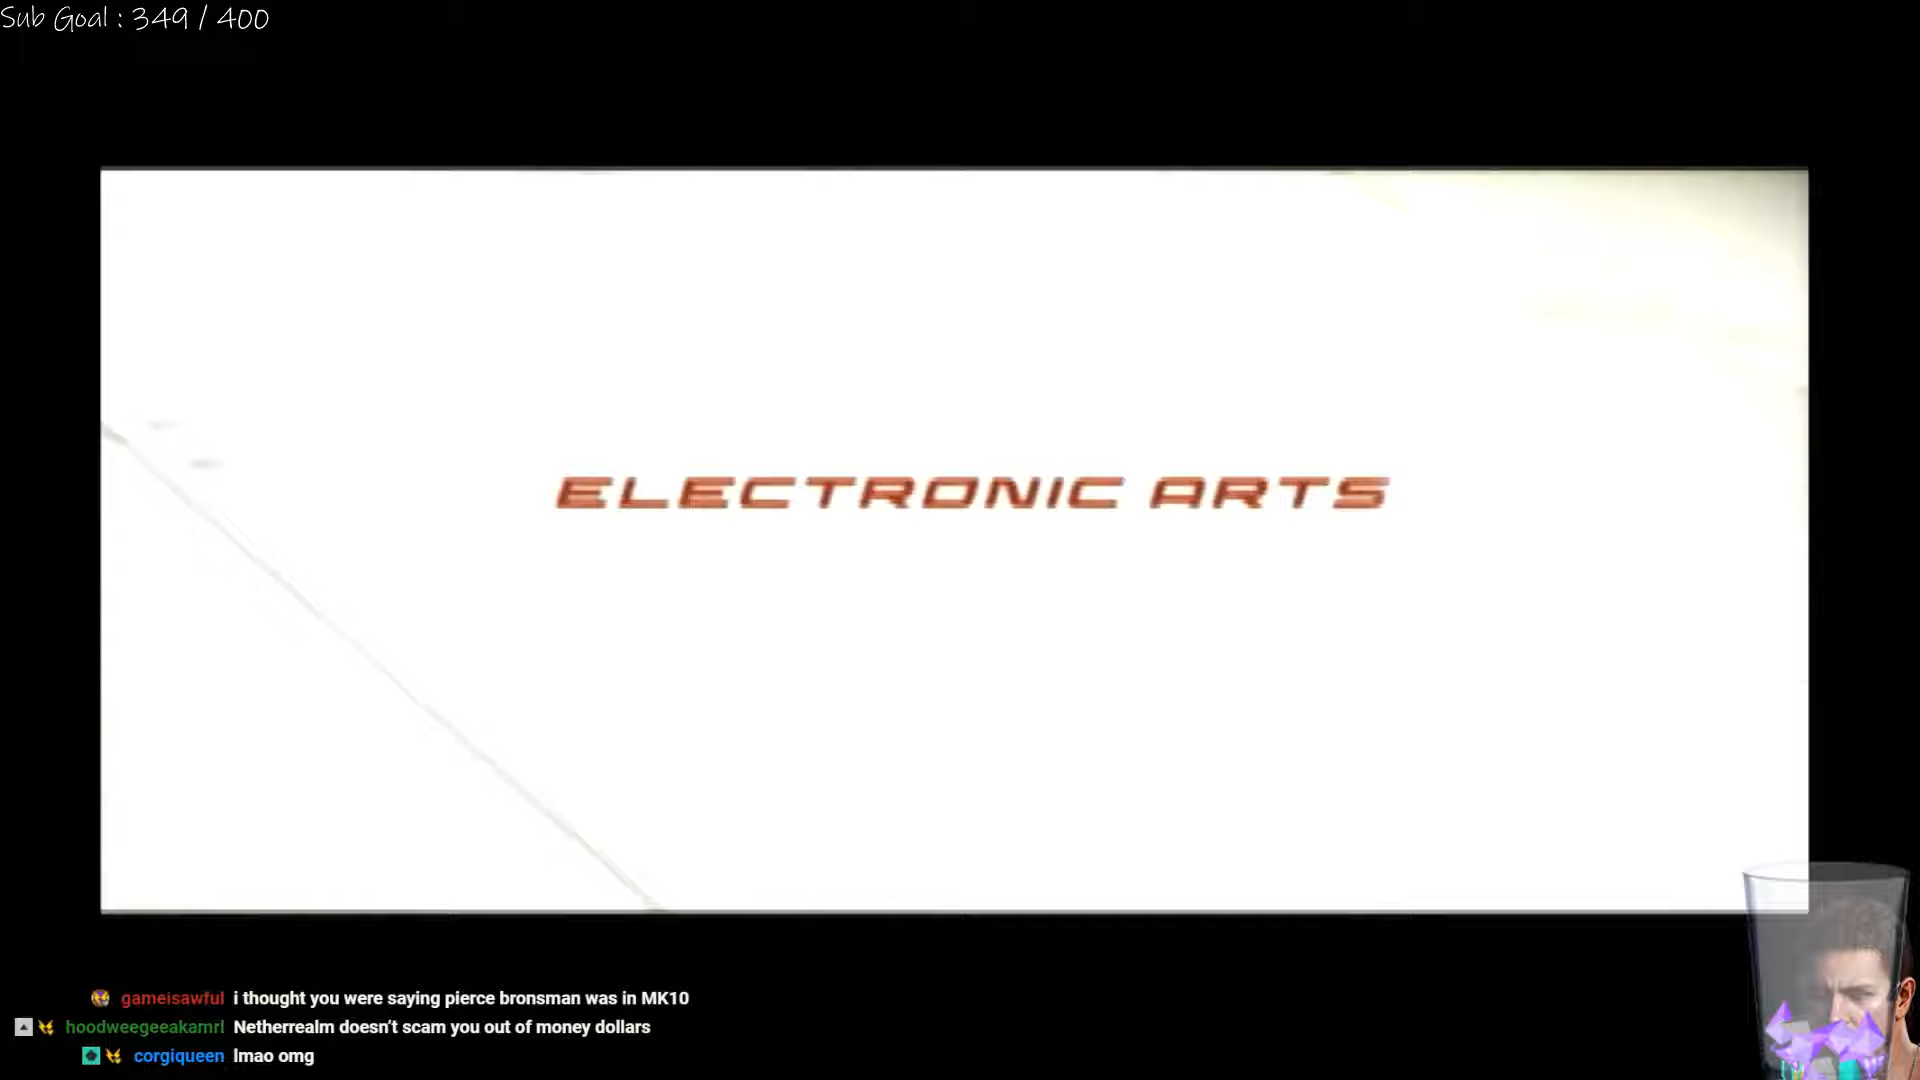 Sub Goal : 349 / 400
ELECTRONIC ARTS
gameisawful i thought you were saying pierce bronsman was in MK10
hoodweegeeakamrl Netherrealm doesn’t scam you out of money dollars
corgiqueen lmao omg